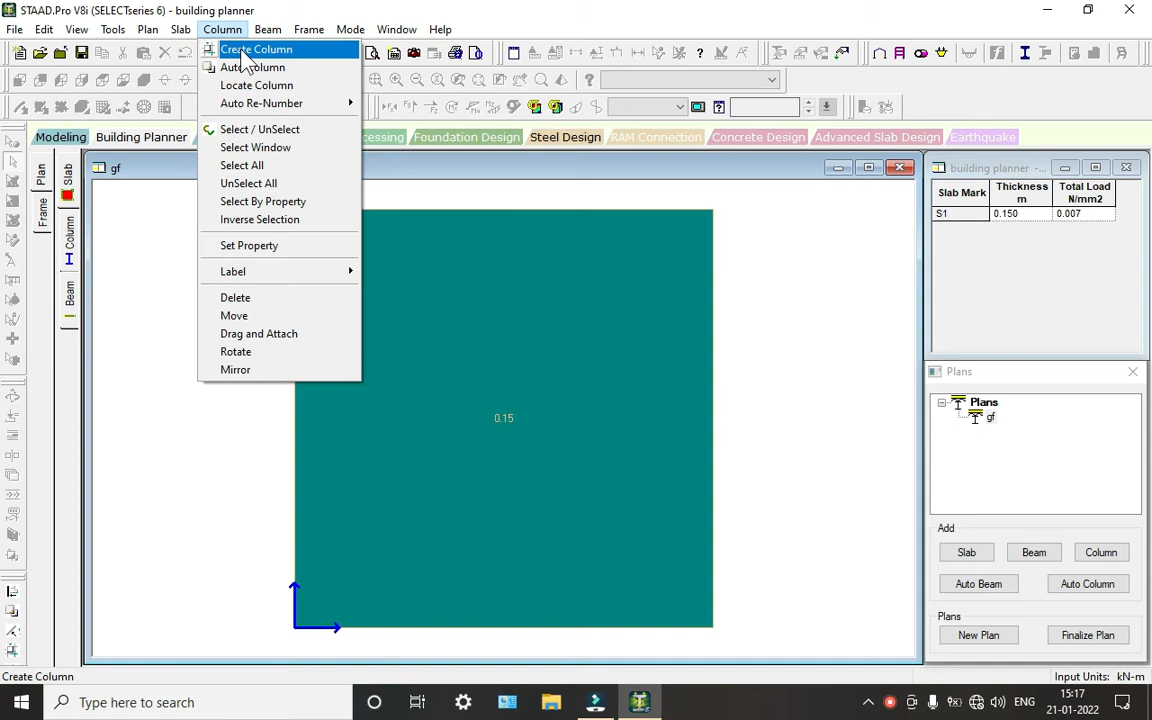 STAAD.Pro V8i (SELECTseries 6) - building planner
File Edit View Tools Plan Slab Column Beam Frame Mode Window Help
Create Column
Auto Column
Locate Column
Auto Re-Number
Select / UnSelect
Select Window
Select All
UnSelect All
Select By Property
Inverse Selection
Set Property
Label
Delete
Move
Drag and Attach
Rotate
Mirror
Modeling Building Planner Foundation Design Steel Design RAM Connection Concrete Design Advanced Slab Design Earthquake
Plan
Frame
Slab
Column
Beam
gf
0.15
building planner - ...
Slab Mark Thickness m Total Load N/mm2
S1 0.150 0.007
Plans
Plans
gf
Add
Slab Beam Column
Auto Beam Auto Column
Plans
New Plan Finalize Plan
Create Column
Input Units: kN-m
Type here to search
ENG
15:17
21-01-2022